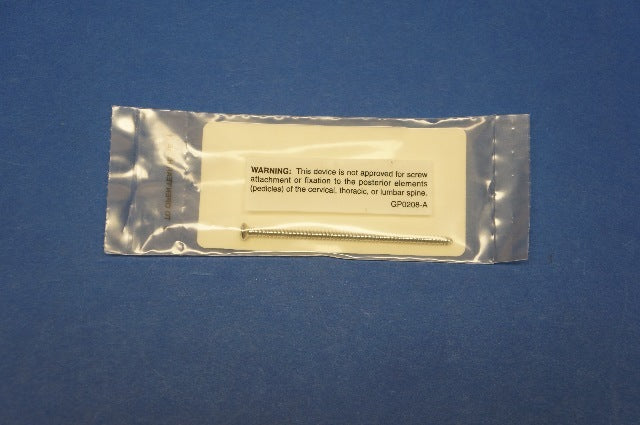 WARNING: This device is not approved for screw
attachment or fixation to the posterior elements
(pedicles) of the cervical, thoracic, or lumbar spine.
GP0208-A